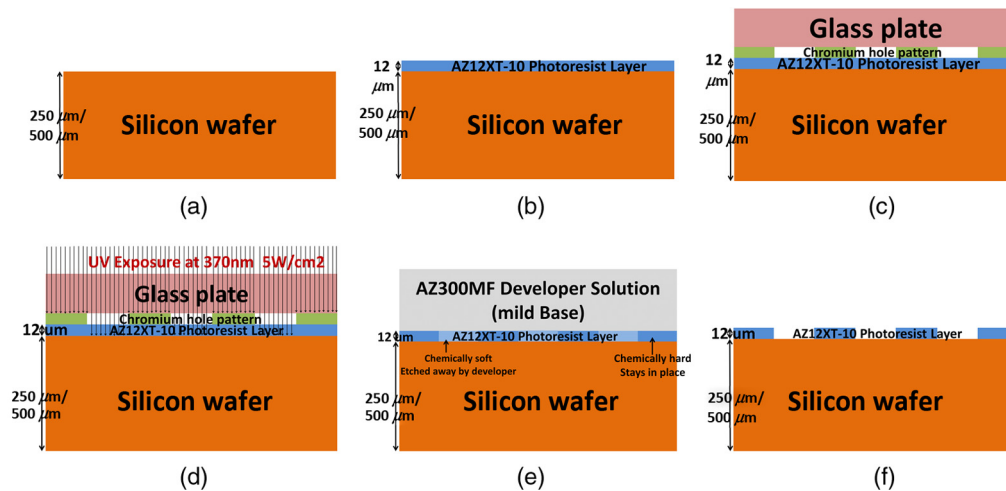 250 μm/
500 μm
Silicon wafer
(a)
12
μm
AZ12XT-10 Photoresist Layer
250 μm/
500 μm
Silicon wafer
(b)
Glass plate
Chromium hole pattern
12
μm
AZ12XT-10 Photoresist Layer
250 μm/
500 μm
Silicon wafer
(c)
UV Exposure at 370nm 5W/cm2
Glass plate
Chromium hole pattern
12um
AZ12XT-10 Photoresist Layer
250 μm/
500 μm
Silicon wafer
(d)
AZ300MF Developer Solution
(mild Base)
12 um
AZ12XT-10 Photoresist Layer
Chemically soft
Etched away by developer
Chemically hard
Stays in place
250 μm/
500 μm
Silicon wafer
(e)
12um
AZ12XT-10 Photoresist Layer
250 μm/
500 μm
Silicon wafer
(f)